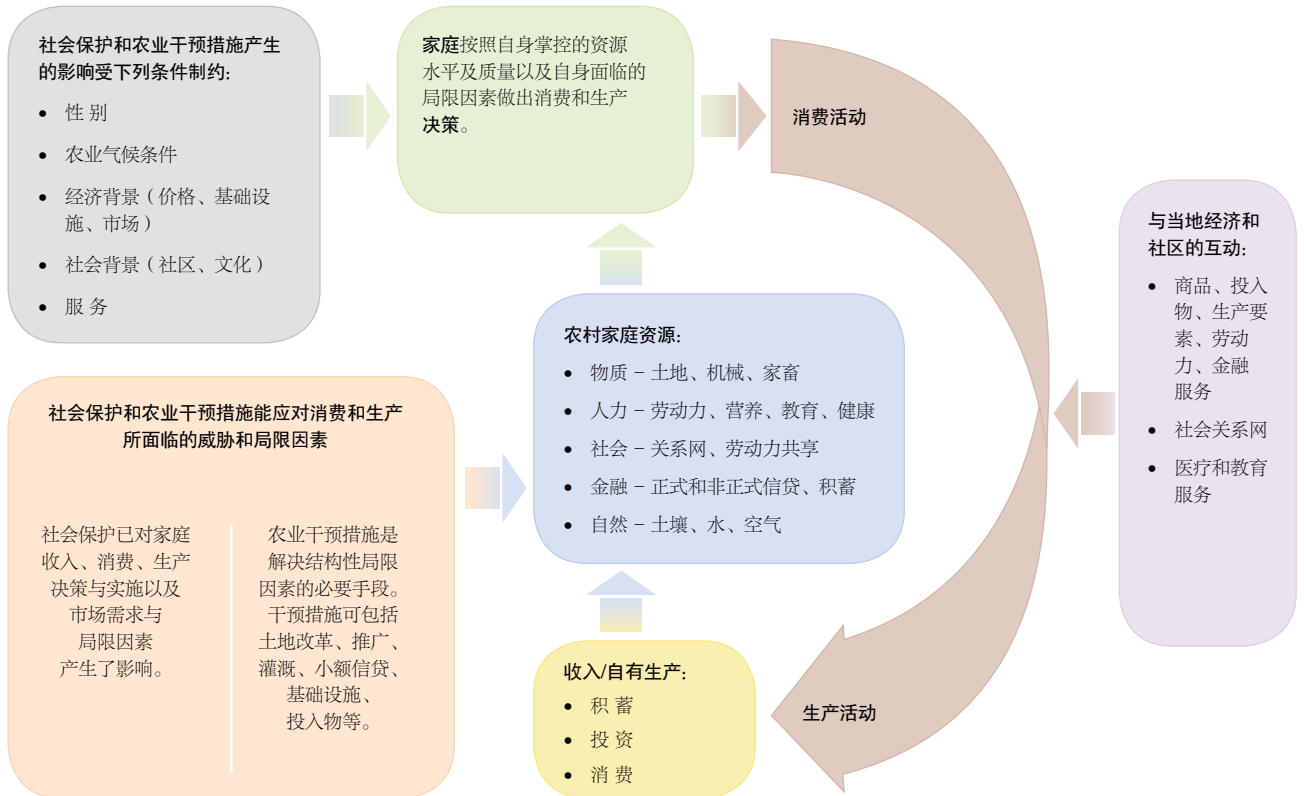 社会保护和农业干预措施产生
的影响受下列条件制约:
• 性 别
• 农业气候条件
• 经济背景（价格、基础设
施、市场）
• 社会背景（社区、文化）
• 服 务
家庭按照自身掌控的资源
水平及质量以及自身面临的
局限因素做出消费和生产
决策。
消费活动
与当地经济和
社区的互动:
• 商品、投入
物、生产要
素、劳动
力、金融
服务
• 社会关系网
• 医疗和教育
服务
农村家庭资源:
• 物质 – 土地、机械、家畜
• 人力 – 劳动力、营养、教育、健康
• 社会 – 关系网、劳动力共享
• 金融 – 正式和非正式信贷、积蓄
• 自然 – 土壤、水、空气
社会保护和农业干预措施能应对消费和生产
所面临的威胁和局限因素
社会保护已对家庭
收入、消费、生产
决策与实施以及
市场需求与
局限因素
产生了影响。
农业干预措施是
解决结构性局限
因素的必要手段。
干预措施可包括
土地改革、推广、
灌溉、小额信贷、
基础设施、
投入物等。
收入/自有生产:
• 积 蓄
• 投 资
• 消 费
生产活动